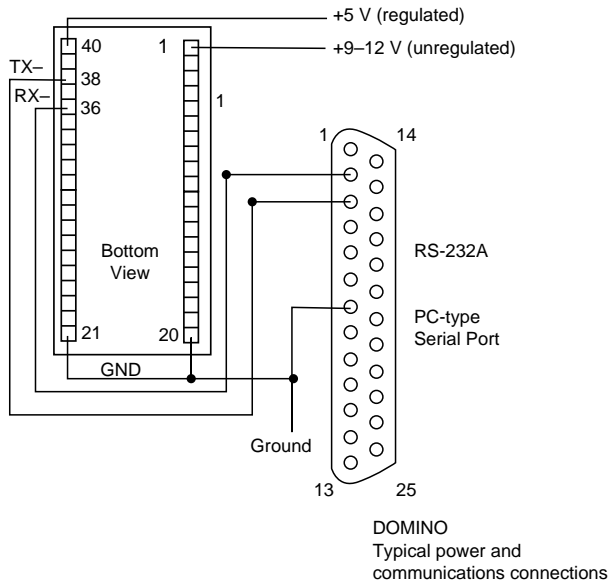 +5 V (regulated)
40
1
+9–12 V (unregulated)
TX–
38
RX–
36
1
1
14
Bottom
View
RS-232A
PC-type
Serial Port
21
20
GND
Ground
13
25
DOMINO
Typical power and
communications connections